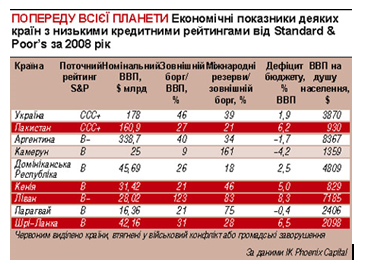 ПОПЕРЕДУ ВСІЄЇ ПЛАНЕТИ Економічні показники деяких
країн з низькими кредитними рейтингами від Standard &
Poor's за 2008 рік
Країна Поточний рейтинг S&P Номінальний ВВП, $ млрд Зовнішній борг/ ВВП, % Міжнародні резерви/ зовнішній борг, % Дефіцит бюджету, % ВВП ВВП на душу населення, $
Україна CCC+ 178 46 39 1,9 3870
Пакистан CCC+ 160,9 27 21 6,2 930
Аргентина B– 338,7 40 34 –1,7 8367
Камерун B 25 9 161 –4,2 1359
Домініканська
Республіка B 45,69 26 18 2,5 4809
Кенія B 31,42 21 46 5,0 829
Ліван B– 28,02 123 83 8,3 7185
Парагвай B 16,36 21 75 –0,4 2406
Шрі-Ланка B 42,16 31 28 6,5 2098
Червоним виділено країни, втягнені у військовий конфлікт або громадські заворушення
За даними ІК Phoenix Capital